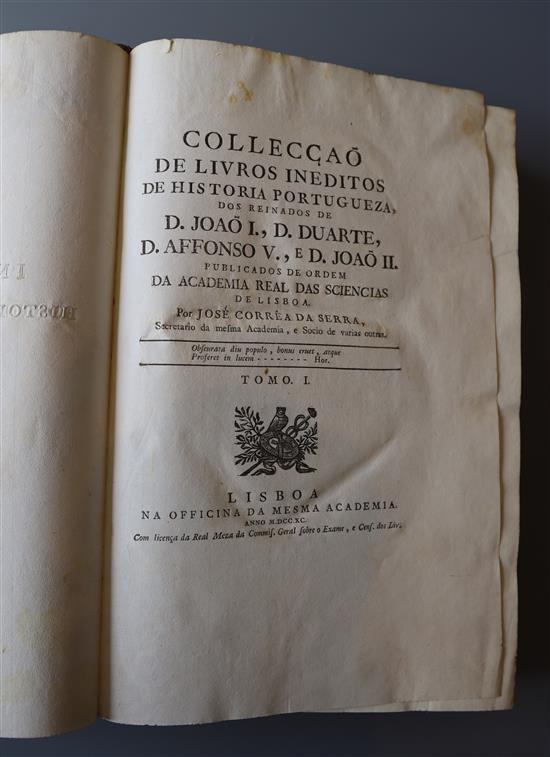 COLLECÇAÕ
DE LIVROS INEDITOS
DE HISTORIA PORTUGUEZA,
DOS REINADOS DE
D. JOAÕ I., D. DUARTE,
D. AFFONSO V., E D. JOAÕ II.
PUBLICADOS DE ORDEM
DA ACADEMIA REAL DAS SCIENCIAS
DE LISBOA.
Por JOSÉ CORRÊA DA SERRA,
Secretario da meſma Academia, e Socio de varias outras.
Obſcurata diu populo, bonus eruet, atque
Proferet in lucem - - - - - - - - Hor.
TOMO. I.
LISBOA
NA OFFICINA DA MESMA ACADEMIA.
ANNO M.DCC.XC.
Com licença da Real Meza da Commiſ. Geral ſobre o Exame, e Cenſ. dos Liv.